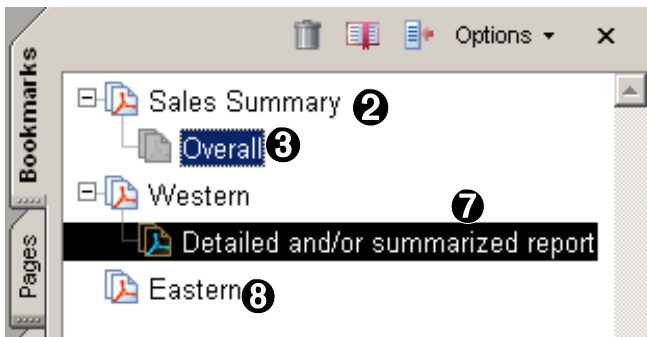 Options
Bookmarks
Sales Summary 2
Overall 3
Western
7
Detailed and/or summarized report
Pages
Eastern 8